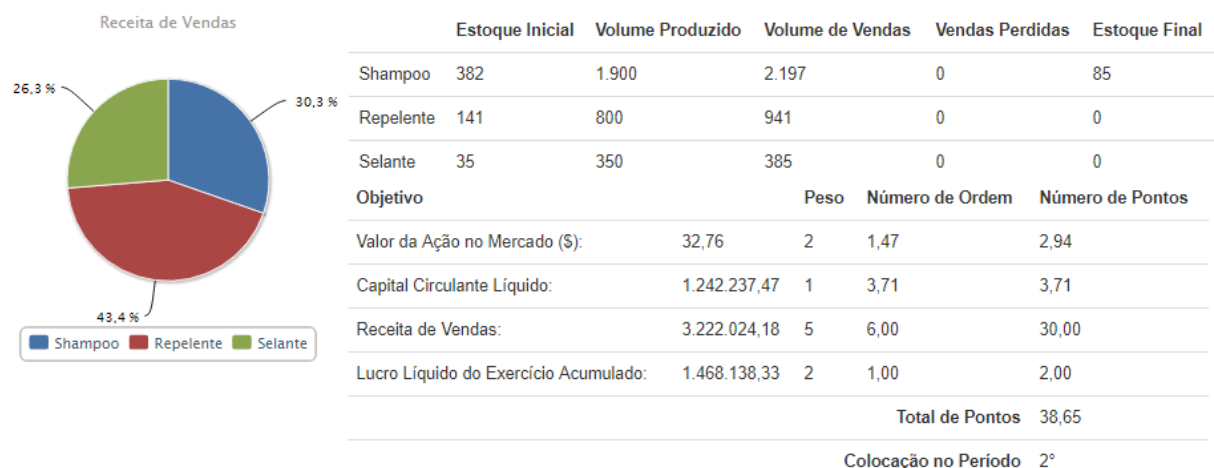 Receita de Vendas
26,3 %
30,3 %
43,4 %
Shampoo Repelente Selante
Estoque Inicial Volume Produzido Volume de Vendas Vendas Perdidas Estoque Final
Shampoo 382 1.900 2.197 0 85
Repelente 141 800 941 0 0
Selante 35 350 385 0 0
Objetivo Peso Número de Ordem Número de Pontos
Valor da Ação no Mercado ($): 32,76 2 1,47 2,94
Capital Circulante Líquido: 1.242.237,47 1 3,71 3,71
Receita de Vendas: 3.222.024,18 5 6,00 30,00
Lucro Líquido do Exercício Acumulado: 1.468.138,33 2 1,00 2,00
Total de Pontos 38,65
Colocação no Período 2°